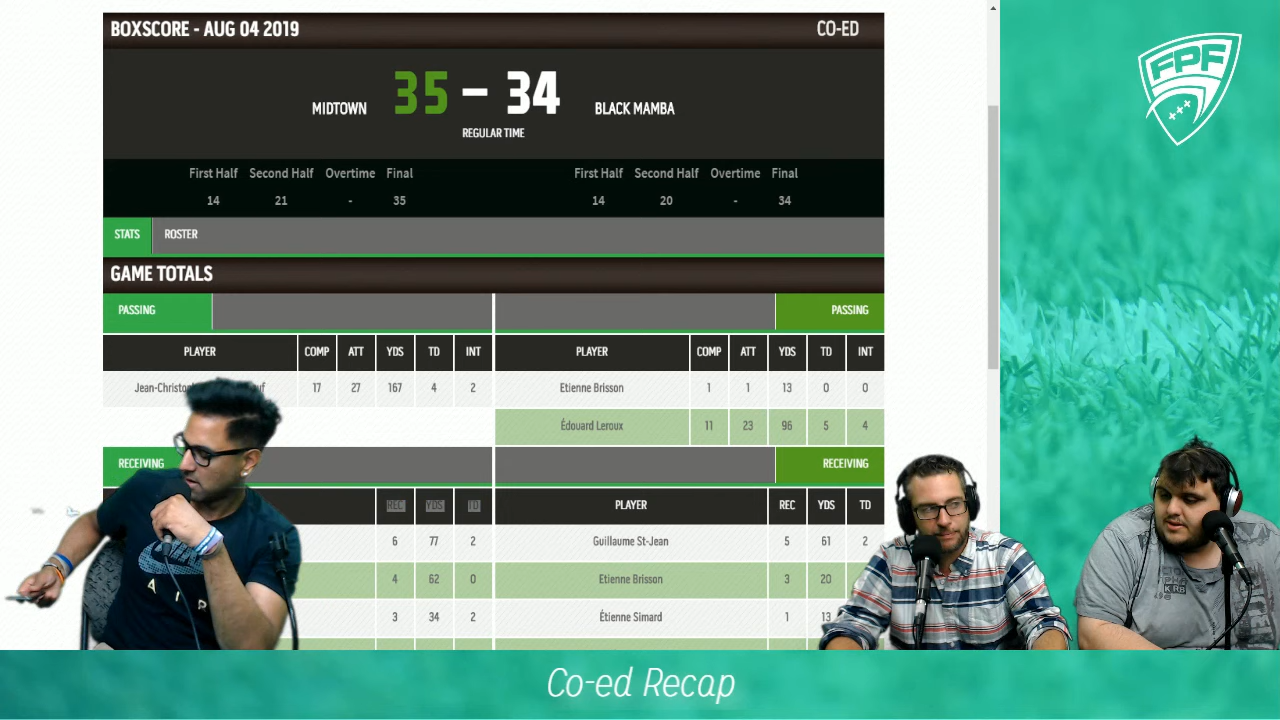 BOXSCORE - AUG 04 2019 CO-ED
FPF
MIDTOWN 35 – 34 BLACK MAMBA
REGULAR TIME
First Half Second Half Overtime Final First Half Second Half Overtime Final
14 21 - 35 14 20 - 34
STATS ROSTER
GAME TOTALS
PASSING PASSING
PLAYER COMP ATT YDS TD INT PLAYER COMP ATT YDS TD INT
17 27 167 4 2 Etienne Brisson 1 1 13 0 0
Édouard Leroux 11 23 96 5 4
RECEIVING RECEIVING
REC YDS TD PLAYER REC YDS TD
6 77 2 Guillaume St-Jean 5 61 2
4 62 0 Etienne Brisson 3 20
3 34 2 Étienne Simard 1 13
AIR
KRB
Co-ed Recap